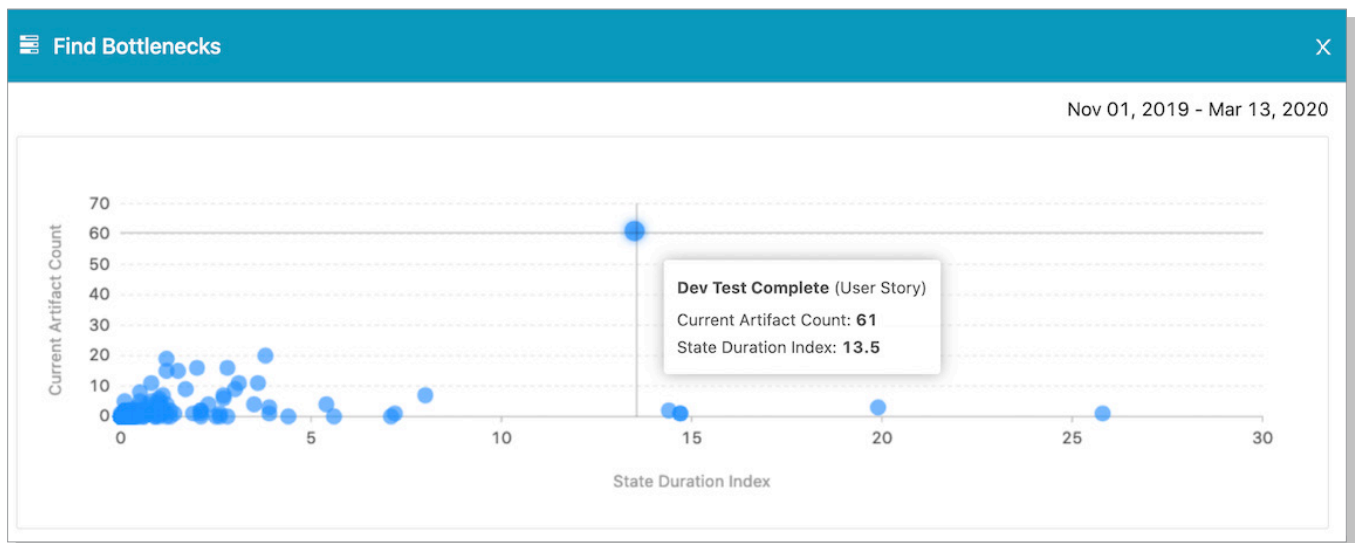 Find Bottlenecks
X
Nov 01, 2019 - Mar 13, 2020
70
60
50
40
30
20
10
0
Current Artifact Count
Dev Test Complete (User Story)
Current Artifact Count: 61
State Duration Index: 13.5
0 5 10 15 20 25 30
State Duration Index